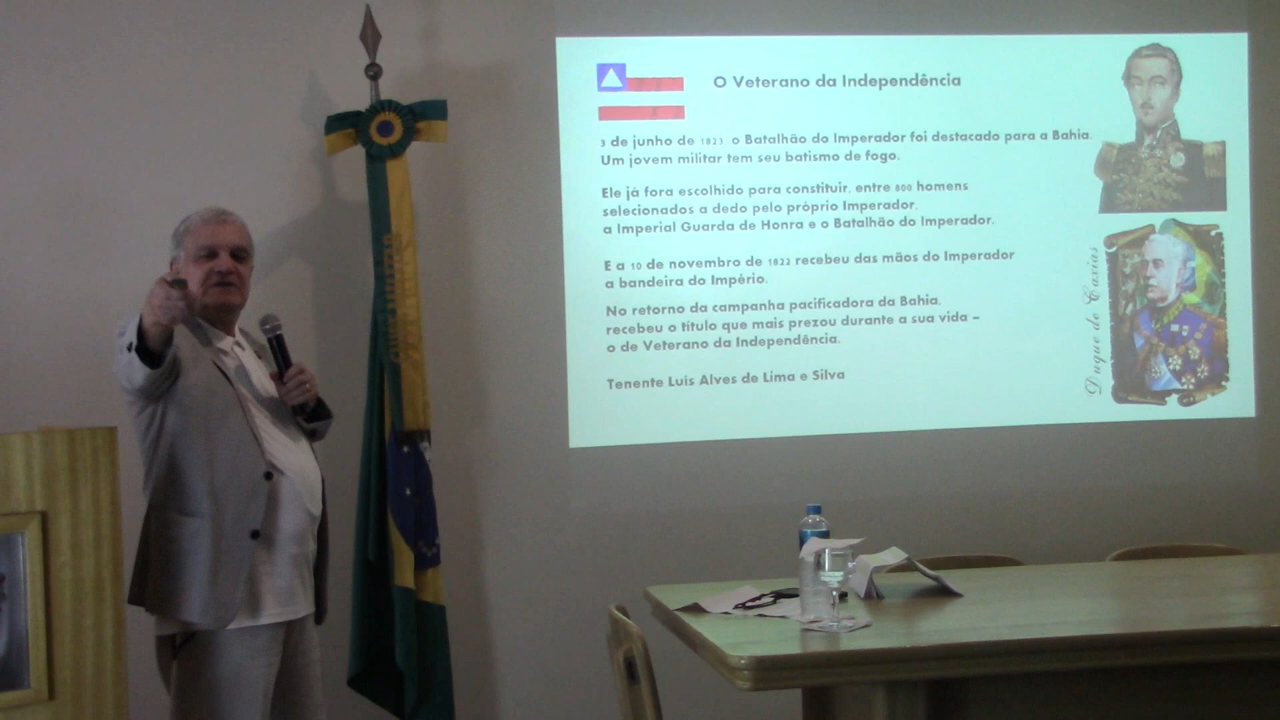 O Veterano da Independência
3 de junho de 1823, o Batalhão do Imperador foi destacado para a Bahia.
Um jovem militar tem seu batismo de fogo.
Ele já fora escolhido para constituir, entre 800 homens
selecionados a dedo pelo próprio Imperador,
a Imperial Guarda de Honra e o Batalhão do Imperador.
E a 10 de novembro de 1822 recebeu das mãos do Imperador
a bandeira do Império.
No retorno da campanha pacificadora da Bahia,
recebeu o título que mais prezou durante a sua vida –
o de Veterano da Independência.
Tenente Luís Alves de Lima e Silva
Duque de Caxias